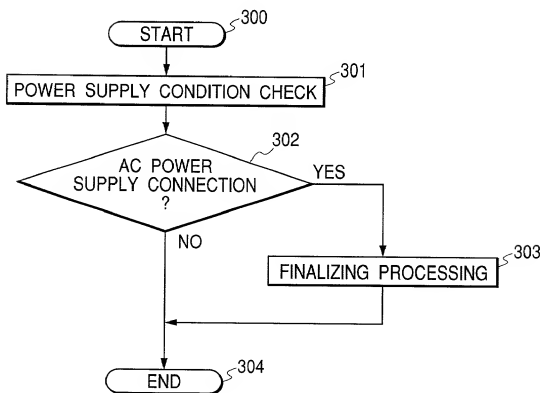 START
300
POWER SUPPLY CONDITION CHECK
301
AC POWER
SUPPLY CONNECTION
?
302
YES
NO
FINALIZING PROCESSING
303
END
304